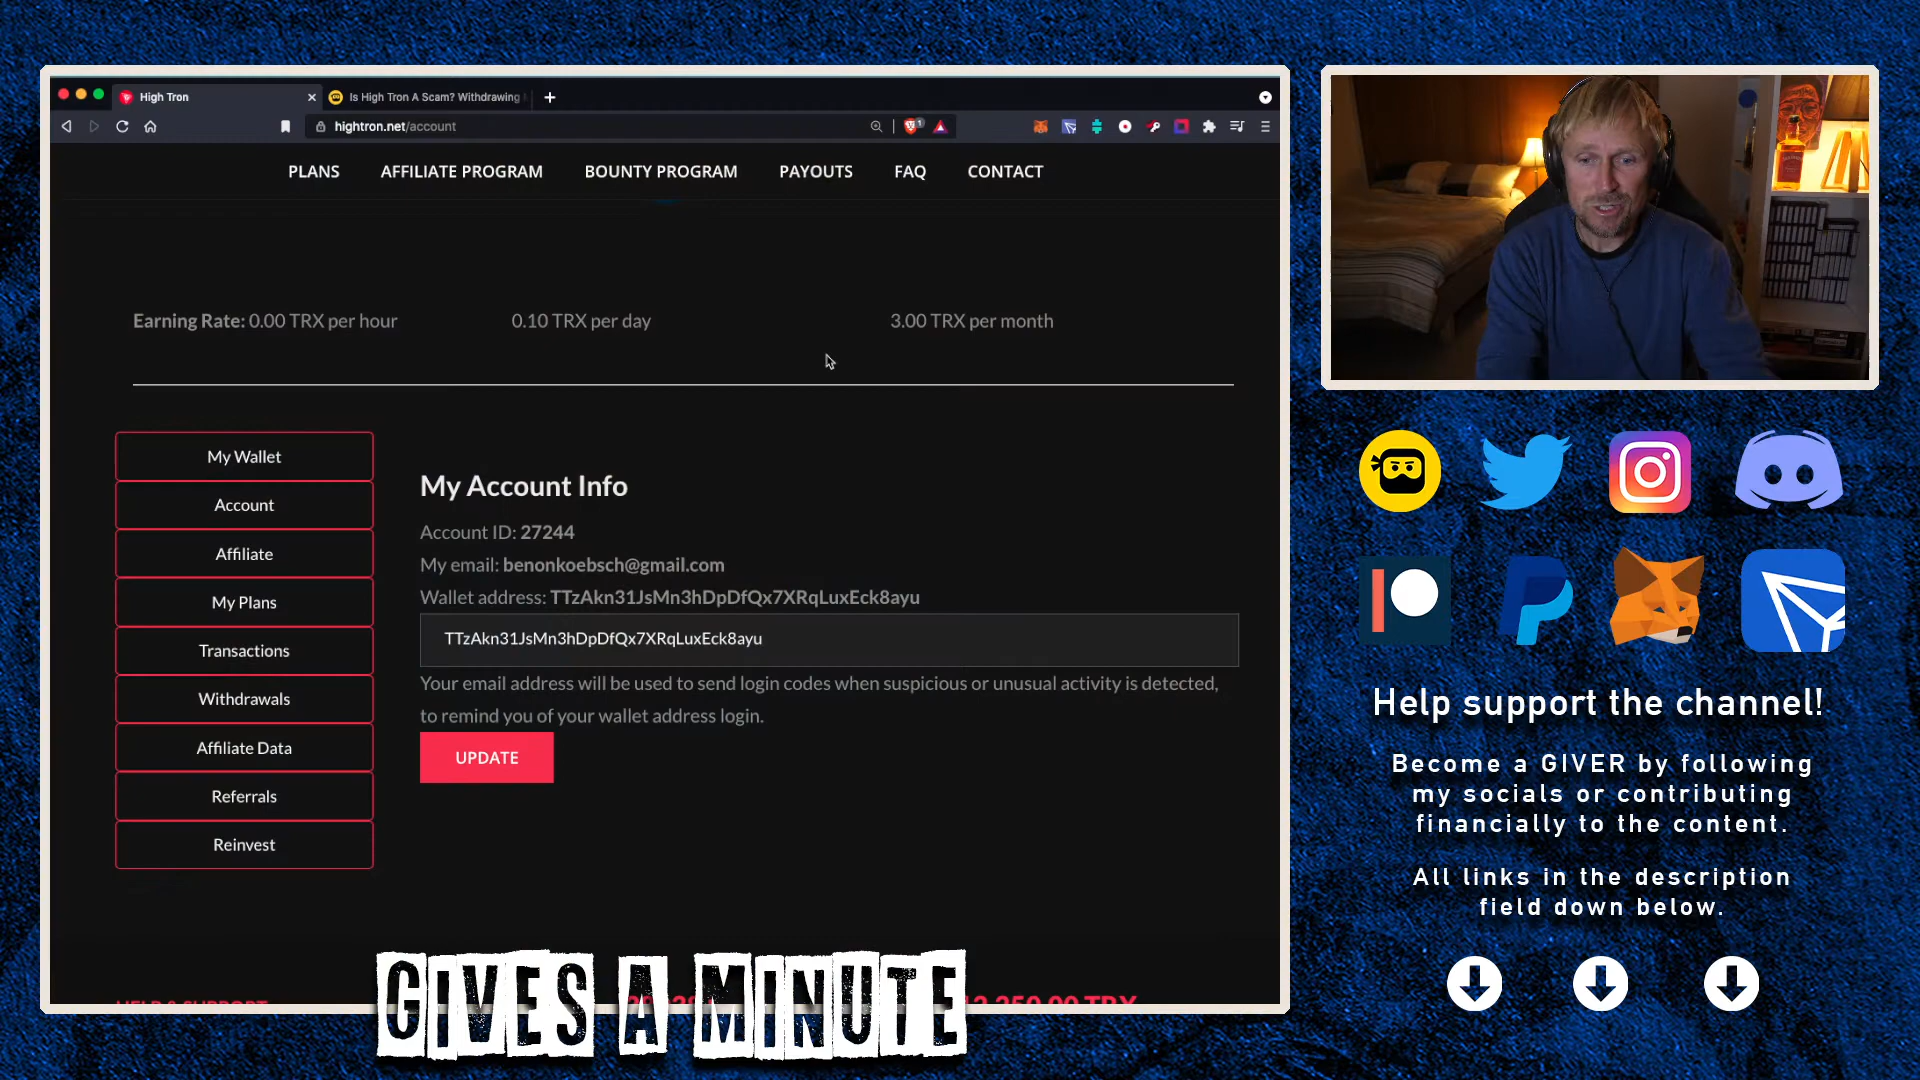 High Tron
Is High Tron A Scam? Withdrawing
hightron.net/account
PLANS
AFFILIATE PROGRAM
BOUNTY PROGRAM
PAYOUTS
FAQ
CONTACT
Earning Rate: 0.00 TRX per hour
0.10 TRX per day
3.00 TRX per month
My Wallet
Account
Affiliate
My Plans
Transactions
Withdrawals
Affiliate Data
Referrals
Reinvest
My Account Info
Account ID: 27244
My email: benonkoebsch@gmail.com
Wallet address: TTzAkn31JsMn3hDpDfQx7XRqLuxEck8ayu
TTzAkn31JsMn3hDpDfQx7XRqLuxEck8ayu
Your email address will be used to send login codes when suspicious or unusual activity is detected,
to remind you of your wallet address login.
UPDATE
HELP & SUPPORT
GIVES A MINUTE
Help support the channel!
Become a GIVER by following
my socials or contributing
financially to the content.
All links in the description
field down below.